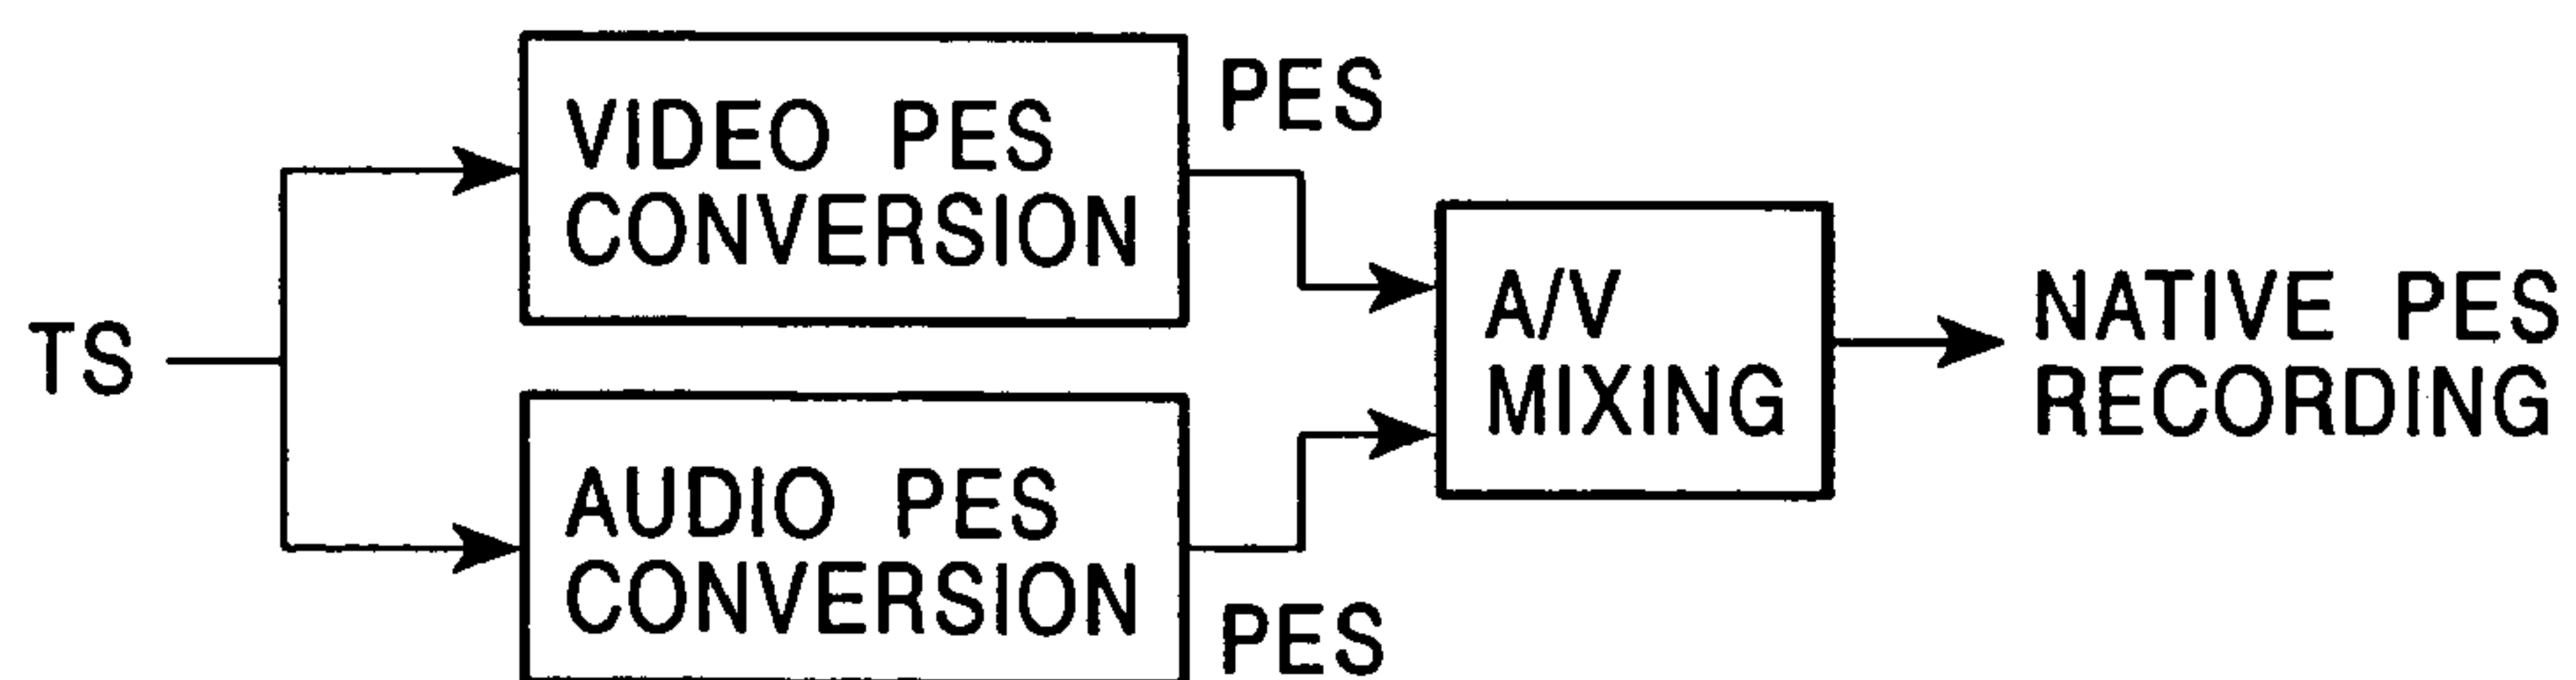 TS
VIDEO PES
CONVERSION
PES
AUDIO PES
CONVERSION
PES
A/V
MIXING
NATIVE PES
RECORDING